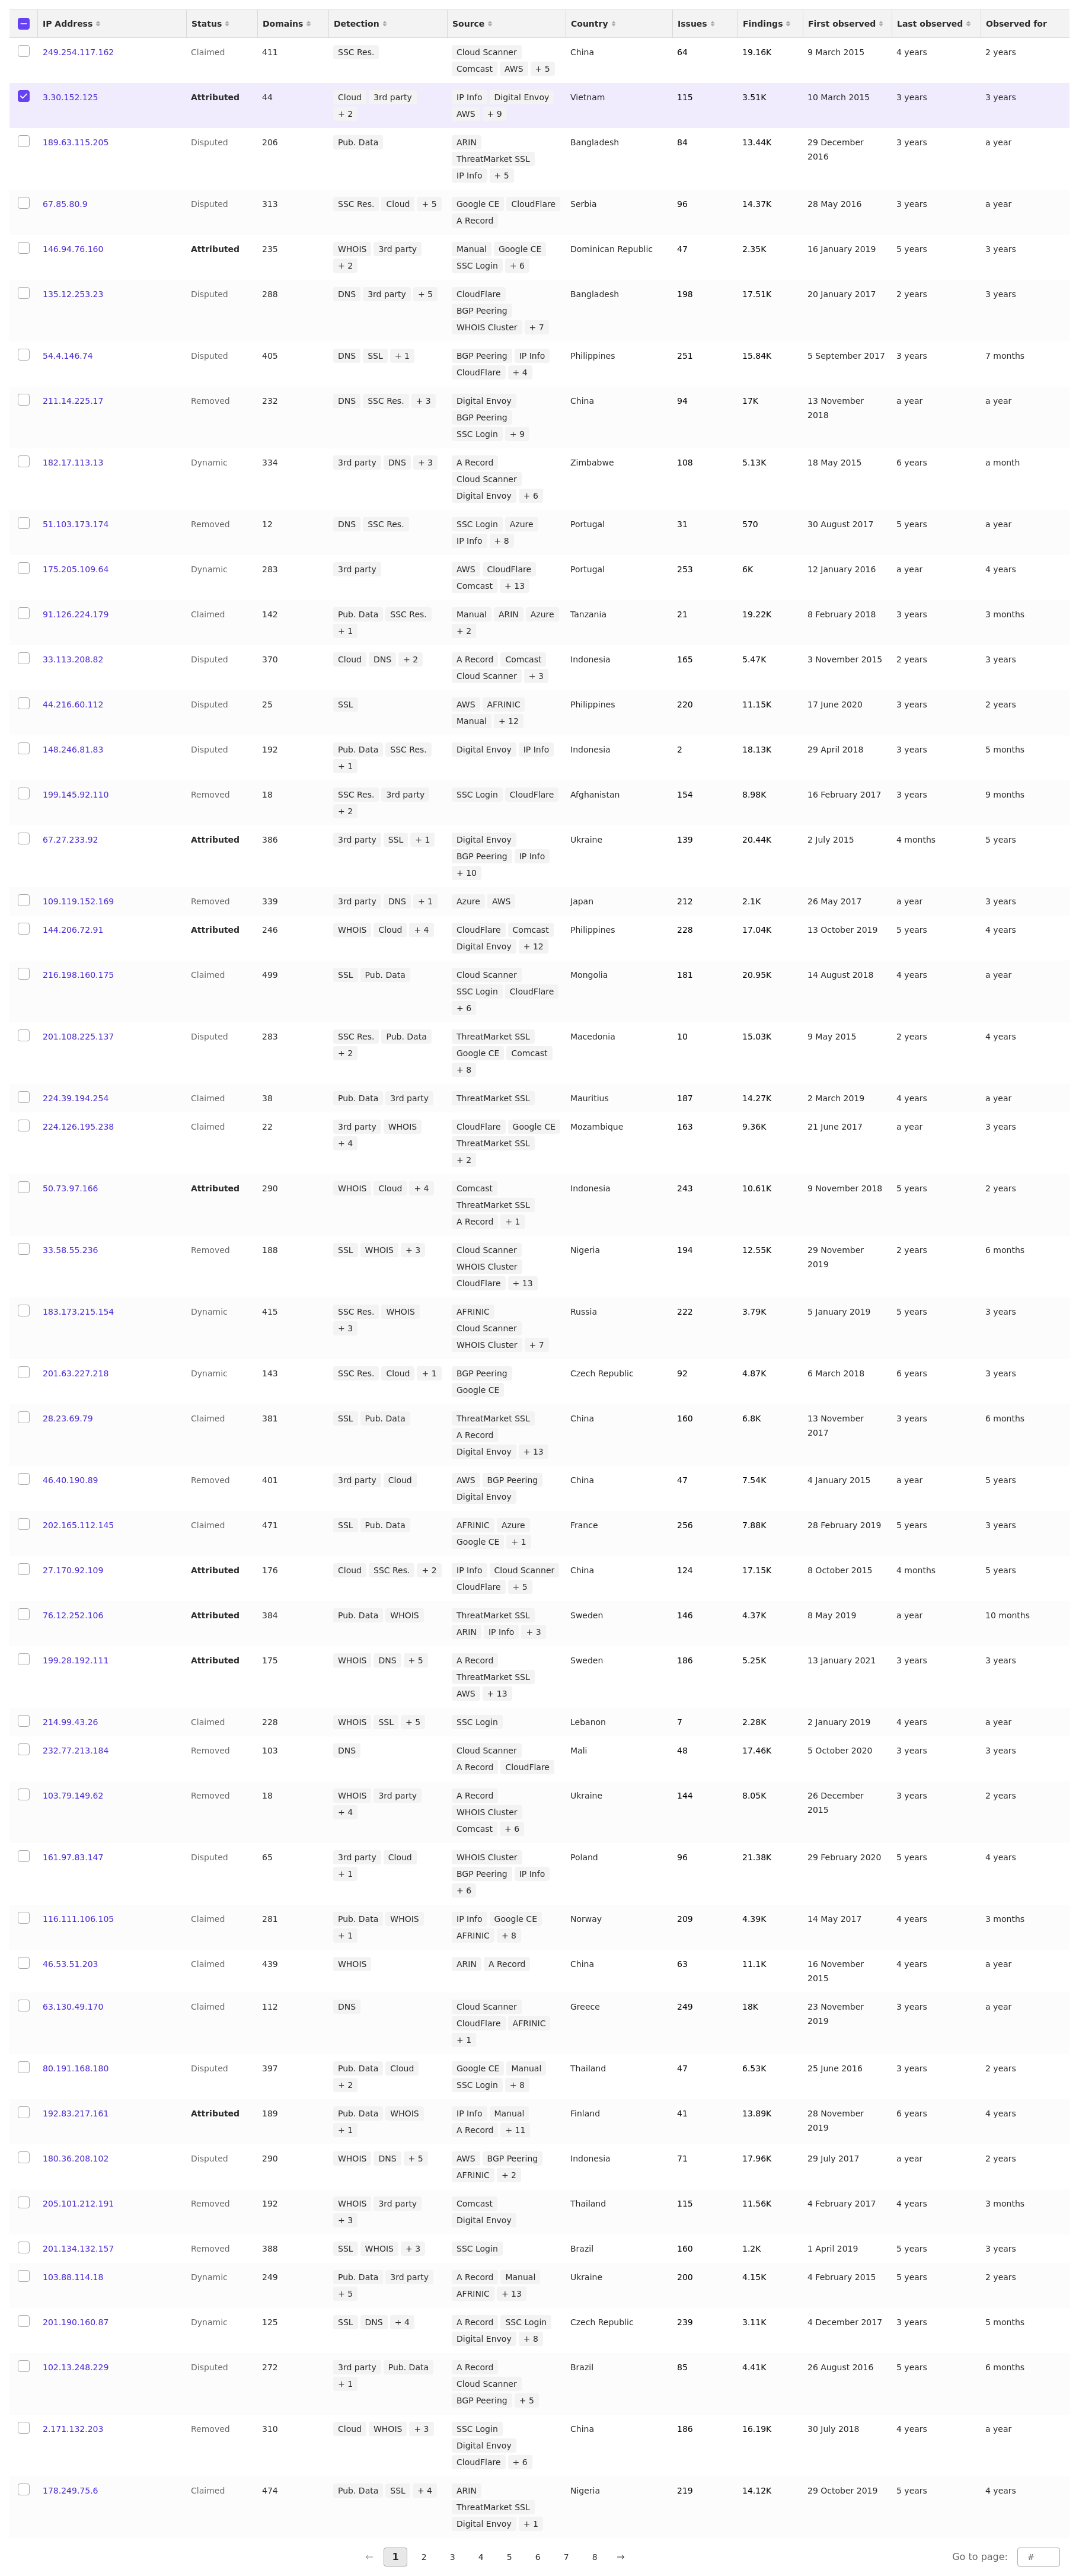 IP Address Status Domains Detection Source Country Issues Findings First observed Last observed Observed for
249.254.117.162 Claimed 411 SSC Res. Cloud Scanner China 64 19.16K 9 March 2015 4 years 2 years
Comcast AWS + 5
3.30.152.125 Attributed 44 Cloud 3rd party IP Info Digital Envoy Vietnam 115 3.51K 10 March 2015 3 years 3 years
+ 2 AWS + 9
189.63.115.205 Disputed 206 Pub. Data ARIN Bangladesh 84 13.44K 29 December 3 years a year
ThreatMarket SSL 2016
IP Info + 5
67.85.80.9 Disputed 313 SSC Res. Cloud + 5 Google CE CloudFlare Serbia 96 14.37K 28 May 2016 3 years a year
A Record
146.94.76.160 Attributed 235 WHOIS 3rd party Manual Google CE Dominican Republic 47 2.35K 16 January 2019 5 years 3 years
+ 2 SSC Login + 6
135.12.253.23 Disputed 288 DNS 3rd party + 5 CloudFlare Bangladesh 198 17.51K 20 January 2017 2 years 3 years
BGP Peering
WHOIS Cluster + 7
54.4.146.74 Disputed 405 DNS SSL + 1 BGP Peering IP Info Philippines 251 15.84K 5 September 2017 3 years 7 months
CloudFlare + 4
211.14.225.17 Removed 232 DNS SSC Res. + 3 Digital Envoy China 94 17K 13 November a year a year
BGP Peering 2018
SSC Login + 9
182.17.113.13 Dynamic 334 3rd party DNS + 3 A Record Zimbabwe 108 5.13K 18 May 2015 6 years a month
Cloud Scanner
Digital Envoy + 6
51.103.173.174 Removed 12 DNS SSC Res. SSC Login Azure Portugal 31 570 30 August 2017 5 years a year
IP Info + 8
175.205.109.64 Dynamic 283 3rd party AWS CloudFlare Portugal 253 6K 12 January 2016 a year 4 years
Comcast + 13
91.126.224.179 Claimed 142 Pub. Data SSC Res. Manual ARIN Azure Tanzania 21 19.22K 8 February 2018 3 years 3 months
+ 1 + 2
33.113.208.82 Disputed 370 Cloud DNS + 2 A Record Comcast Indonesia 165 5.47K 3 November 2015 2 years 3 years
Cloud Scanner + 3
44.216.60.112 Disputed 25 SSL AWS AFRINIC Philippines 220 11.15K 17 June 2020 3 years 2 years
Manual + 12
148.246.81.83 Disputed 192 Pub. Data SSC Res. Digital Envoy IP Info Indonesia 2 18.13K 29 April 2018 3 years 5 months
+ 1
199.145.92.110 Removed 18 SSC Res. 3rd party SSC Login CloudFlare Afghanistan 154 8.98K 16 February 2017 3 years 9 months
+ 2
67.27.233.92 Attributed 386 3rd party SSL + 1 Digital Envoy Ukraine 139 20.44K 2 July 2015 4 months 5 years
BGP Peering IP Info
+ 10
109.119.152.169 Removed 339 3rd party DNS + 1 Azure AWS Japan 212 2.1K 26 May 2017 a year 3 years
144.206.72.91 Attributed 246 WHOIS Cloud + 4 CloudFlare Comcast Philippines 228 17.04K 13 October 2019 5 years 4 years
Digital Envoy + 12
216.198.160.175 Claimed 499 SSL Pub. Data Cloud Scanner Mongolia 181 20.95K 14 August 2018 4 years a year
SSC Login CloudFlare
+ 6
201.108.225.137 Disputed 283 SSC Res. Pub. Data ThreatMarket SSL Macedonia 10 15.03K 9 May 2015 2 years 4 years
+ 2 Google CE Comcast
+ 8
224.39.194.254 Claimed 38 Pub. Data 3rd party ThreatMarket SSL Mauritius 187 14.27K 2 March 2019 4 years a year
224.126.195.238 Claimed 22 3rd party WHOIS CloudFlare Google CE Mozambique 163 9.36K 21 June 2017 a year 3 years
+ 4 ThreatMarket SSL
+ 2
50.73.97.166 Attributed 290 WHOIS Cloud + 4 Comcast Indonesia 243 10.61K 9 November 2018 5 years 2 years
ThreatMarket SSL
A Record + 1
33.58.55.236 Removed 188 SSL WHOIS + 3 Cloud Scanner Nigeria 194 12.55K 29 November 2 years 6 months
WHOIS Cluster 2019
CloudFlare + 13
183.173.215.154 Dynamic 415 SSC Res. WHOIS AFRINIC Russia 222 3.79K 5 January 2019 5 years 3 years
+ 3 Cloud Scanner
WHOIS Cluster + 7
201.63.227.218 Dynamic 143 SSC Res. Cloud + 1 BGP Peering Czech Republic 92 4.87K 6 March 2018 6 years 3 years
Google CE
28.23.69.79 Claimed 381 SSL Pub. Data ThreatMarket SSL China 160 6.8K 13 November 3 years 6 months
A Record 2017
Digital Envoy + 13
46.40.190.89 Removed 401 3rd party Cloud AWS BGP Peering China 47 7.54K 4 January 2015 a year 5 years
Digital Envoy
202.165.112.145 Claimed 471 SSL Pub. Data AFRINIC Azure France 256 7.88K 28 February 2019 5 years 3 years
Google CE + 1
27.170.92.109 Attributed 176 Cloud SSC Res. + 2 IP Info Cloud Scanner China 124 17.15K 8 October 2015 4 months 5 years
CloudFlare + 5
76.12.252.106 Attributed 384 Pub. Data WHOIS ThreatMarket SSL Sweden 146 4.37K 8 May 2019 a year 10 months
ARIN IP Info + 3
199.28.192.111 Attributed 175 WHOIS DNS + 5 A Record Sweden 186 5.25K 13 January 2021 3 years 3 years
ThreatMarket SSL
AWS + 13
214.99.43.26 Claimed 228 WHOIS SSL + 5 SSC Login Lebanon 7 2.28K 2 January 2019 4 years a year
232.77.213.184 Removed 103 DNS Cloud Scanner Mali 48 17.46K 5 October 2020 3 years 3 years
A Record CloudFlare
103.79.149.62 Removed 18 WHOIS 3rd party A Record Ukraine 144 8.05K 26 December 3 years 2 years
+ 4 WHOIS Cluster 2015
Comcast + 6
161.97.83.147 Disputed 65 3rd party Cloud WHOIS Cluster Poland 96 21.38K 29 February 2020 5 years 4 years
+ 1 BGP Peering IP Info
+ 6
116.111.106.105 Claimed 281 Pub. Data WHOIS IP Info Google CE Norway 209 4.39K 14 May 2017 4 years 3 months
+ 1 AFRINIC + 8
46.53.51.203 Claimed 439 WHOIS ARIN A Record China 63 11.1K 16 November 4 years a year
2015
63.130.49.170 Claimed 112 DNS Cloud Scanner Greece 249 18K 23 November 3 years a year
CloudFlare AFRINIC 2019
+ 1
80.191.168.180 Disputed 397 Pub. Data Cloud Google CE Manual Thailand 47 6.53K 25 June 2016 3 years 2 years
+ 2 SSC Login + 8
192.83.217.161 Attributed 189 Pub. Data WHOIS IP Info Manual Finland 41 13.89K 28 November 6 years 4 years
+ 1 A Record + 11 2019
180.36.208.102 Disputed 290 WHOIS DNS + 5 AWS BGP Peering Indonesia 71 17.96K 29 July 2017 a year 2 years
AFRINIC + 2
205.101.212.191 Removed 192 WHOIS 3rd party Comcast Thailand 115 11.56K 4 February 2017 4 years 3 months
+ 3 Digital Envoy
201.134.132.157 Removed 388 SSL WHOIS + 3 SSC Login Brazil 160 1.2K 1 April 2019 5 years 3 years
103.88.114.18 Dynamic 249 Pub. Data 3rd party A Record Manual Ukraine 200 4.15K 4 February 2015 5 years 2 years
+ 5 AFRINIC + 13
201.190.160.87 Dynamic 125 SSL DNS + 4 A Record SSC Login Czech Republic 239 3.11K 4 December 2017 3 years 5 months
Digital Envoy + 8
102.13.248.229 Disputed 272 3rd party Pub. Data A Record Brazil 85 4.41K 26 August 2016 5 years 6 months
+ 1 Cloud Scanner
BGP Peering + 5
2.171.132.203 Removed 310 Cloud WHOIS + 3 SSC Login China 186 16.19K 30 July 2018 4 years a year
Digital Envoy
CloudFlare + 6
178.249.75.6 Claimed 474 Pub. Data SSL + 4 ARIN Nigeria 219 14.12K 29 October 2019 5 years 4 years
ThreatMarket SSL
Digital Envoy + 1
← 1 2 3 4 5 6 7 8 → Go to page: #